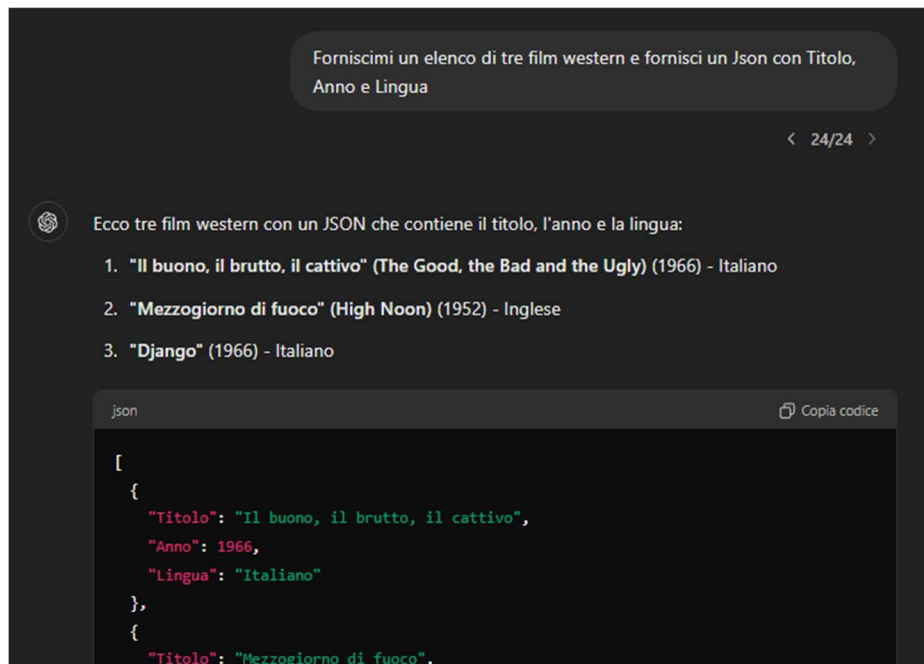 Forniscimi un elenco di tre film western e fornisci un Json con Titolo,
Anno e Lingua
< 24/24 >
Ecco tre film western con un JSON che contiene il titolo, l'anno e la lingua:
1. "Il buono, il brutto, il cattivo" (The Good, the Bad and the Ugly) (1966) - Italiano
2. "Mezzogiorno di fuoco" (High Noon) (1952) - Inglese
3. "Django" (1966) - Italiano
json Copia codice
[
{
"Titolo": "Il buono, il brutto, il cattivo",
"Anno": 1966,
"Lingua": "Italiano"
},
{
"Titolo": "Mezzogiorno di fuoco",